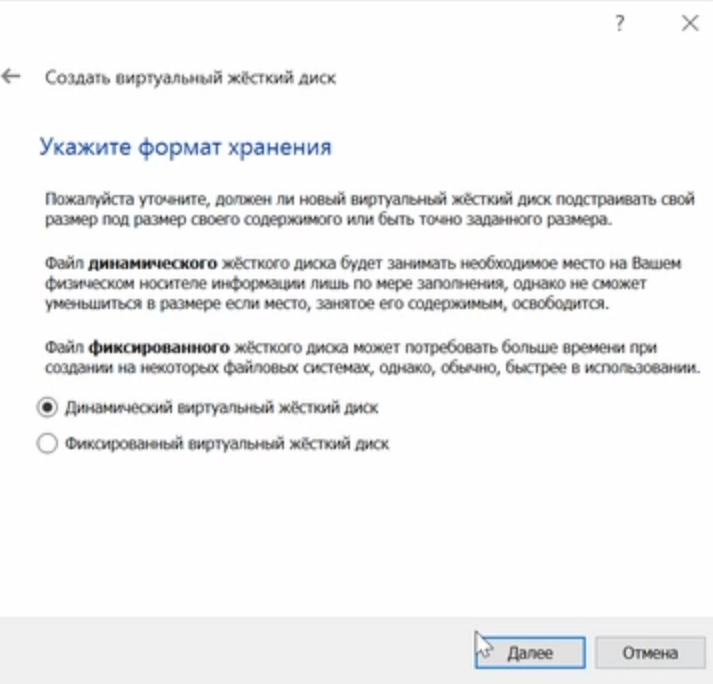 ?
Создать виртуальный жёсткий диск
Укажите формат хранения
Пожалуйста уточните, должен ли новый виртуальный жёсткий диск подстраивать свой
размер под размер своего содержимого или быть точно заданного размера.
Файл динамического жёсткого диска будет занимать необходимое место на Вашем
физическом носителе информации лишь по мере заполнения, однако не сможет
уменьшиться в размере если место, занятое его содержимым, освободится.
Файл фиксированного жёсткого диска может потребовать больше времени при
создании на некоторых файловых системах, однако, обычно, быстрее в использовании.
Динамический виртуальный жёсткий диск
Фиксированный виртуальный жёсткий диск
Далее Отмена